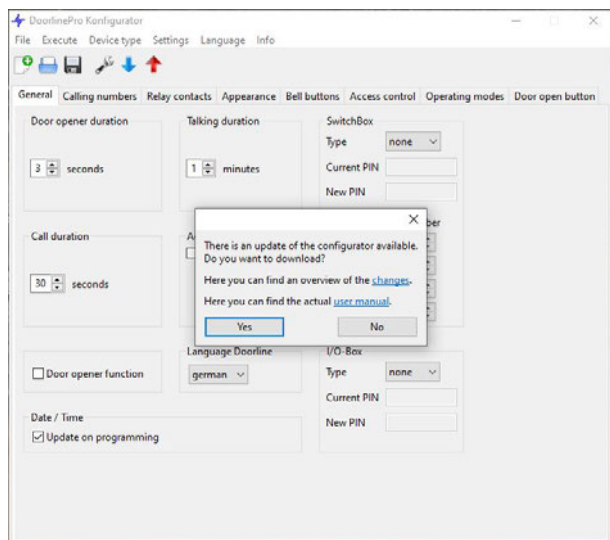 DoorlinePro Konfigurator
File Execute Device type Settings Language Info
General Calling numbers Relay contacts Appearance Bell buttons Access control Operating modes Door open button
Door opener duration
3 seconds
Talking duration
1 minutes
SwitchBox
Type none
Current PIN
New PIN
Call duration
30 seconds
There is an update of the configurator available.
Do you want to download?
Here you can find an overview of the changes.
Here you can find the actual user manual.
Yes No
Door opener function
Language Doorline
german
I/O-Box
Type none
Current PIN
New PIN
Date / Time
Update on programming